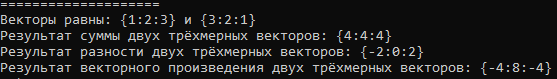 ====================
Векторы равны: {1:2:3} и {3:2:1}
Результат суммы двух трёхмерных векторов: {4:4:4}
Результат разности двух трёхмерных векторов: {-2:0:2}
Результат векторного произведения двух трёхмерных векторов: {-4:8:-4}